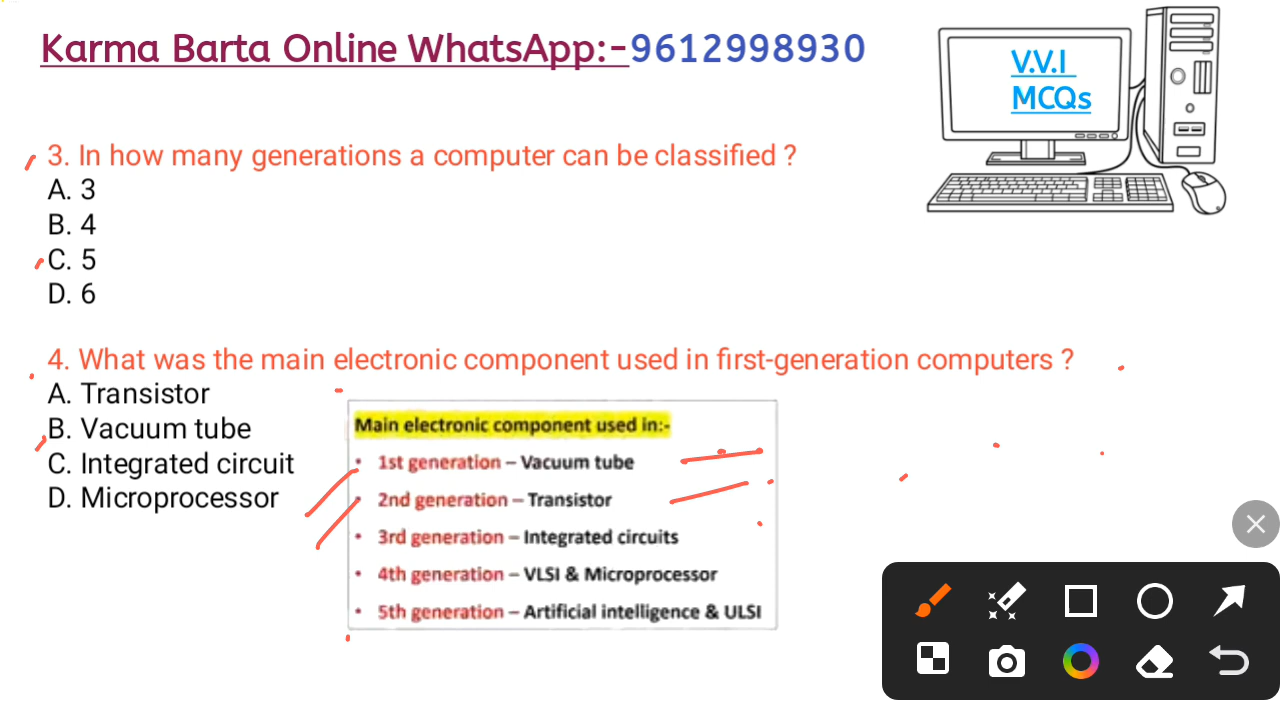 Karma Barta Online WhatsApp:-9612998930
V.V.I
MCQs
3. In how many generations a computer can be classified ?
A. 3
B. 4
C. 5
D. 6
4. What was the main electronic component used in first-generation computers ?
A. Transistor
B. Vacuum tube
C. Integrated circuit
D. Microprocessor
Main electronic component used in:-
• 1st generation – Vacuum tube
• 2nd generation – Transistor
• 3rd generation – Integrated circuits
• 4th generation – VLSI & Microprocessor
• 5th generation – Artificial intelligence & ULSI